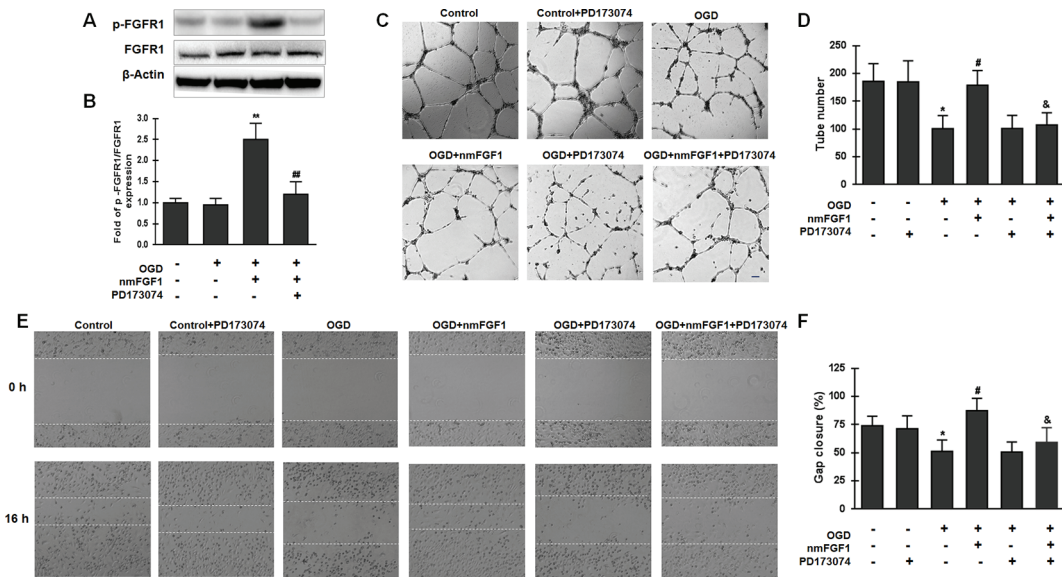 A
p-FGFR1
FGFR1
β-Actin
B
Fold of p -FGFR1/FGFR1
expression
3.0
2.5
2.0
1.5
1.0
0.5
0.0
**
##
OGD - + + +
nmFGF1 - - + +
PD173074 - - - +
C
Control Control+PD173074 OGD
OGD+nmFGF1 OGD+PD173074 OGD+nmFGF1+PD173074
D
Tube number
250
200
150
100
50
0
* # &
OGD - - + + + +
nmFGF1 - - - + - +
PD173074 - + - - + +
E
Control Control+PD173074 OGD OGD+nmFGF1 OGD+PD173074 OGD+nmFGF1+PD173074
0 h
16 h
F
Gap closure (%)
125
100
75
50
25
0
* # &
OGD - - + + + +
nmFGF1 - - - + - +
PD173074 - + - - + +